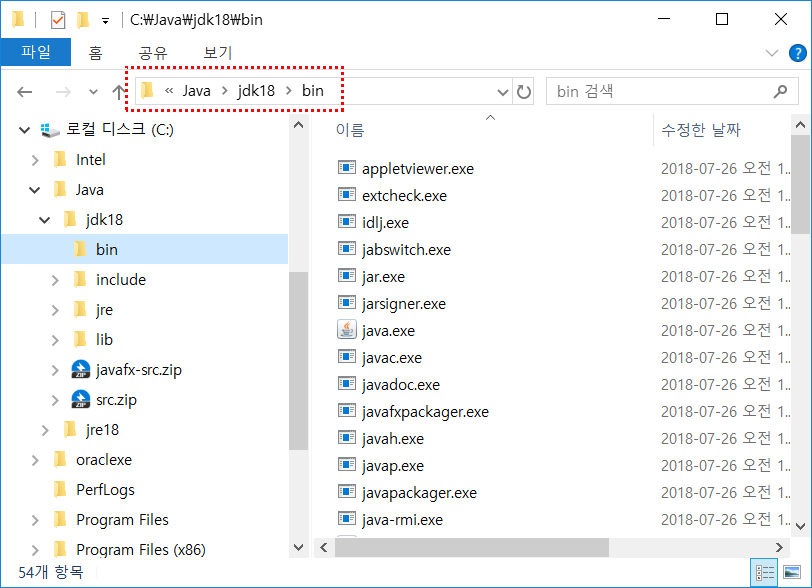 C:₩Java₩jdk18₩bin
파일 홈 공유 보기
« Java > jdk18 > bin
bin 검색
로컬 디스크 (C:)
Intel
Java
jdk18
bin
include
jre
lib
javafx-src.zip
src.zip
jre18
oraclexe
PerfLogs
Program Files
Program Files (x86)
이름 수정한 날짜
appletviewer.exe 2018-07-26 오전 1..
extcheck.exe 2018-07-26 오전 1..
idlj.exe 2018-07-26 오전 1..
jabswitch.exe 2018-07-26 오전 1..
jar.exe 2018-07-26 오전 1..
jarsigner.exe 2018-07-26 오전 1..
java.exe 2018-07-26 오전 1..
javac.exe 2018-07-26 오전 1..
javadoc.exe 2018-07-26 오전 1..
javafxpackager.exe 2018-07-26 오전 1..
javah.exe 2018-07-26 오전 1..
javap.exe 2018-07-26 오전 1..
javapackager.exe 2018-07-26 오전 1..
java-rmi.exe 2018-07-26 오전 1..
54개 항목